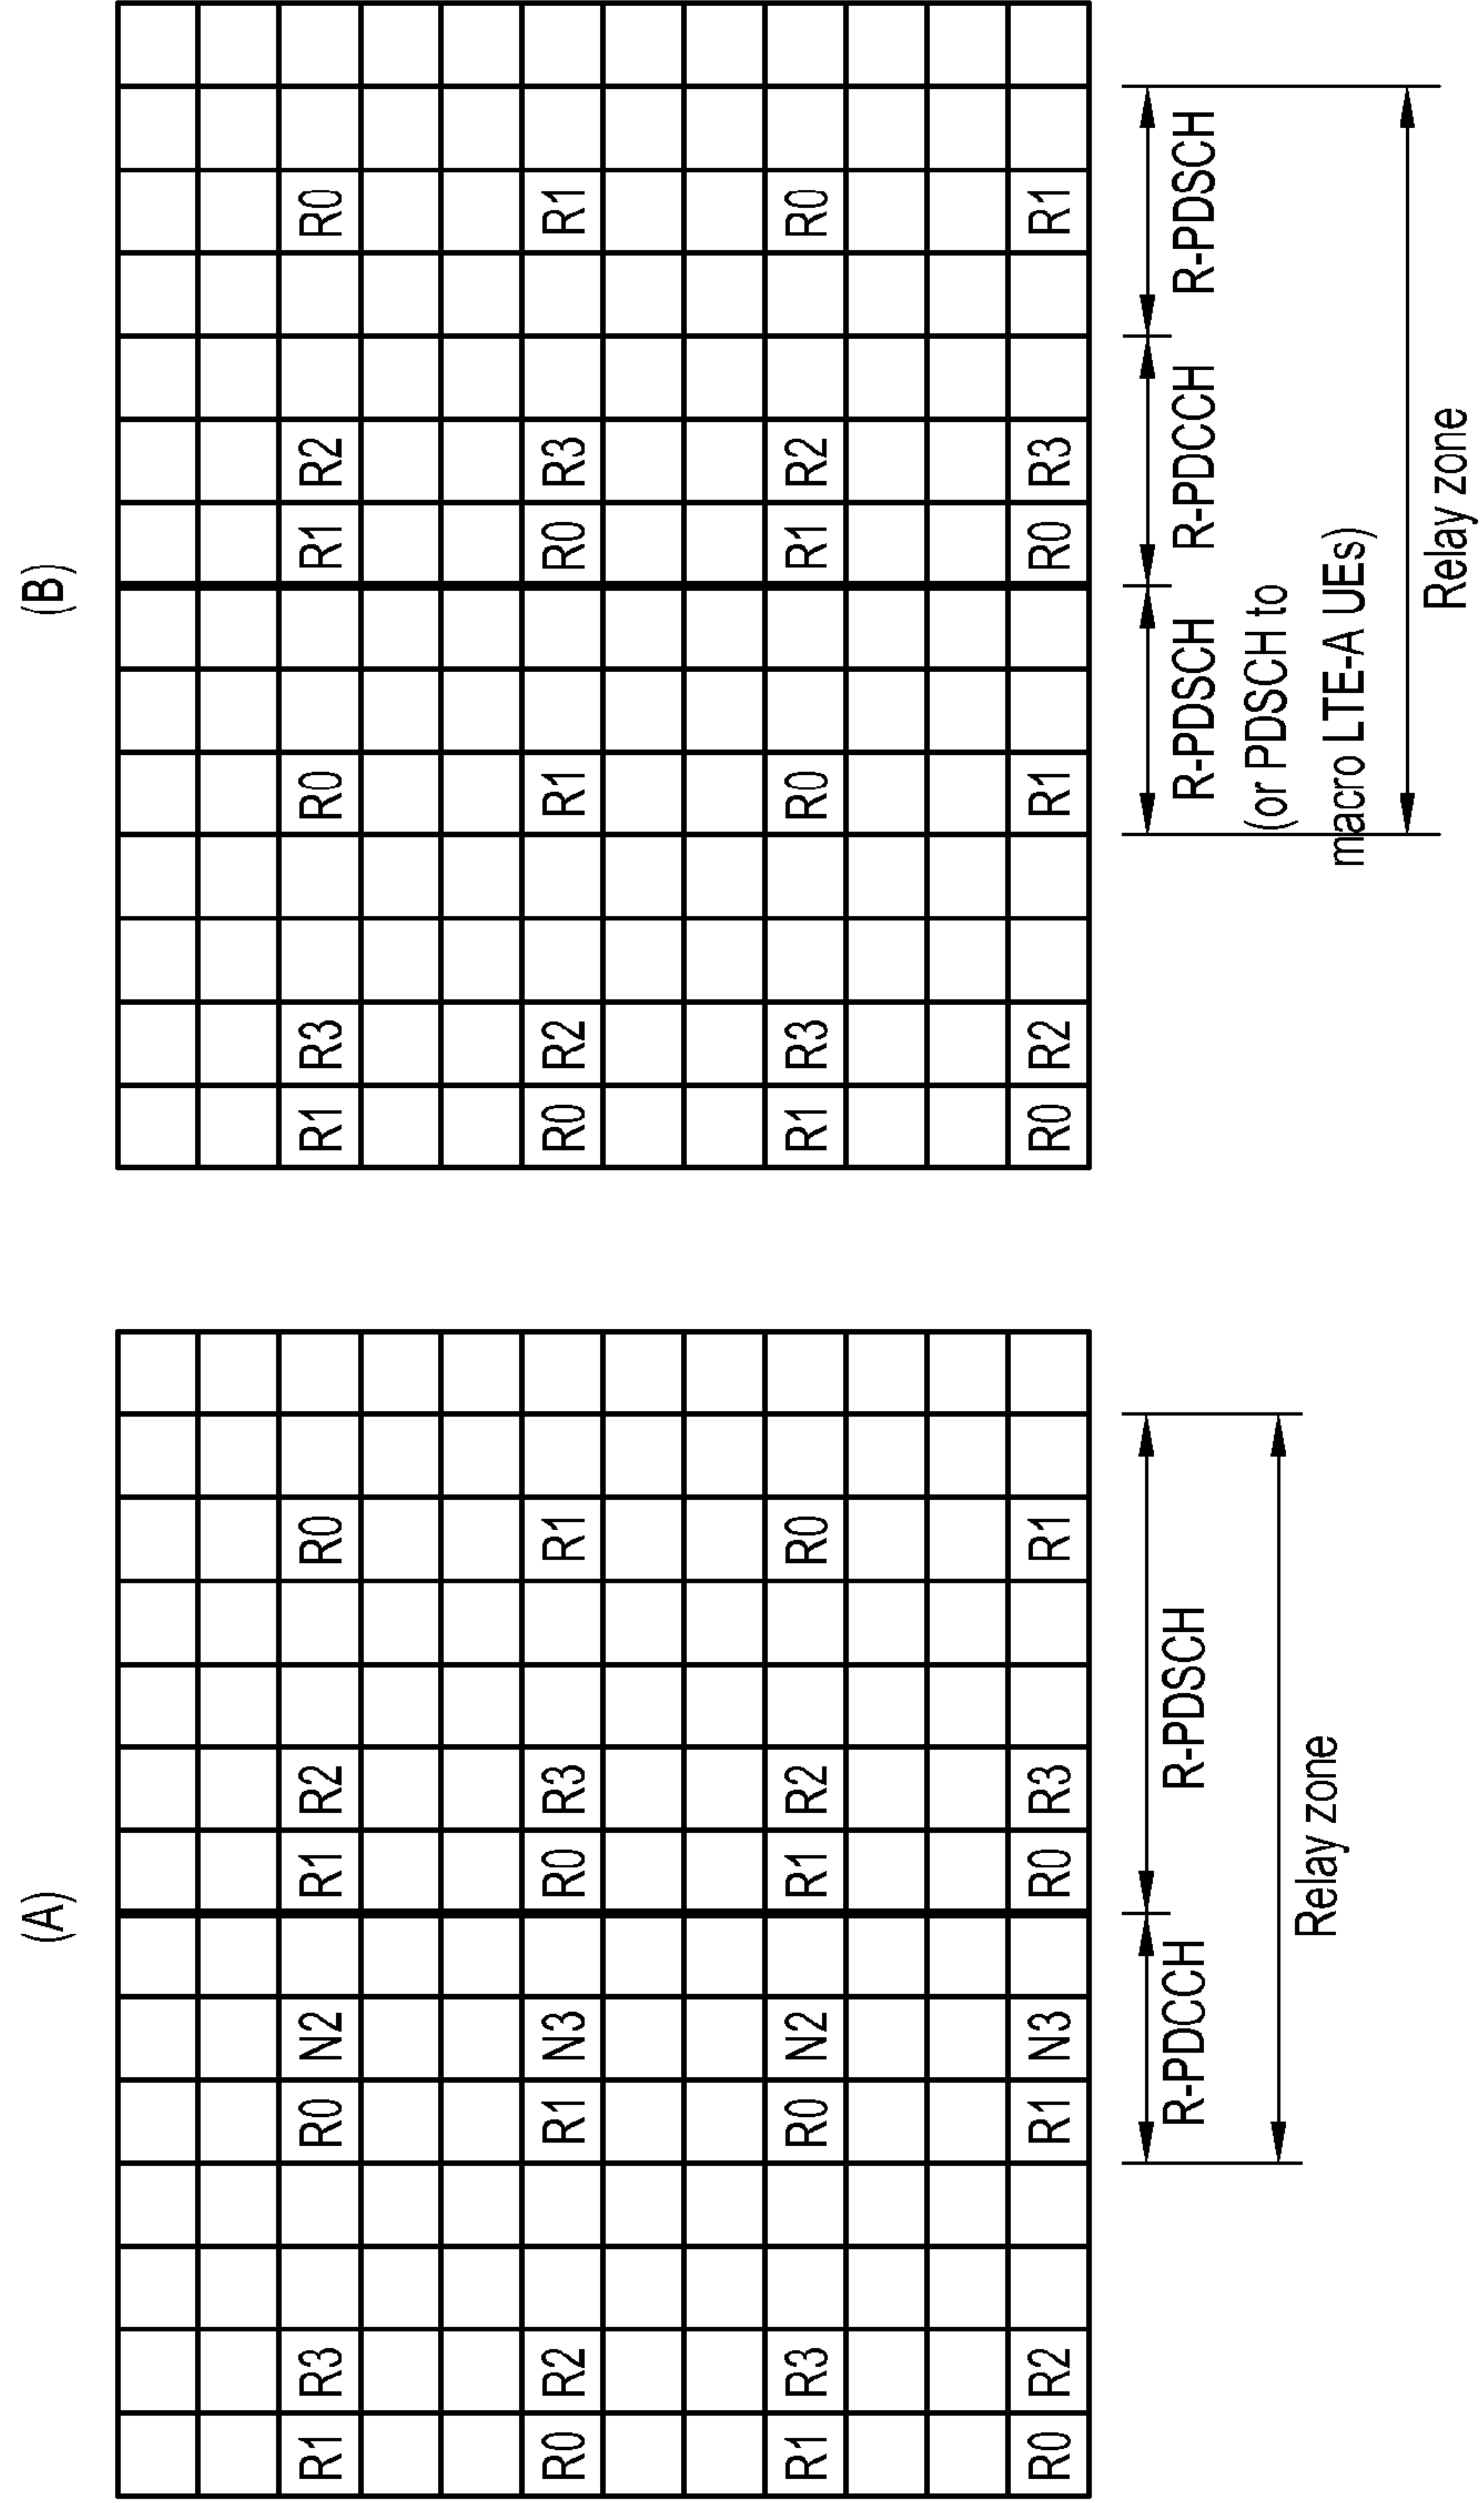 (A)
R1 R3 R0 N2 R1 R2 R0
R0 R2 R1 N3 R0 R3 R1
R1 R3 R0 N2 R1 R2 R0
R0 R2 R1 N3 R0 R3 R1
R-PDCCH R-PDSCH
Relay zone
(B)
R1 R3 R0 R1 R2 R0
R0 R2 R1 R0 R3 R1
R1 R3 R0 R1 R2 R0
R0 R2 R1 R0 R3 R1
R-PDSCH R-PDCCH R-PDSCH
(or PDSCH to
macro LTE-A UEs)
Relay zone